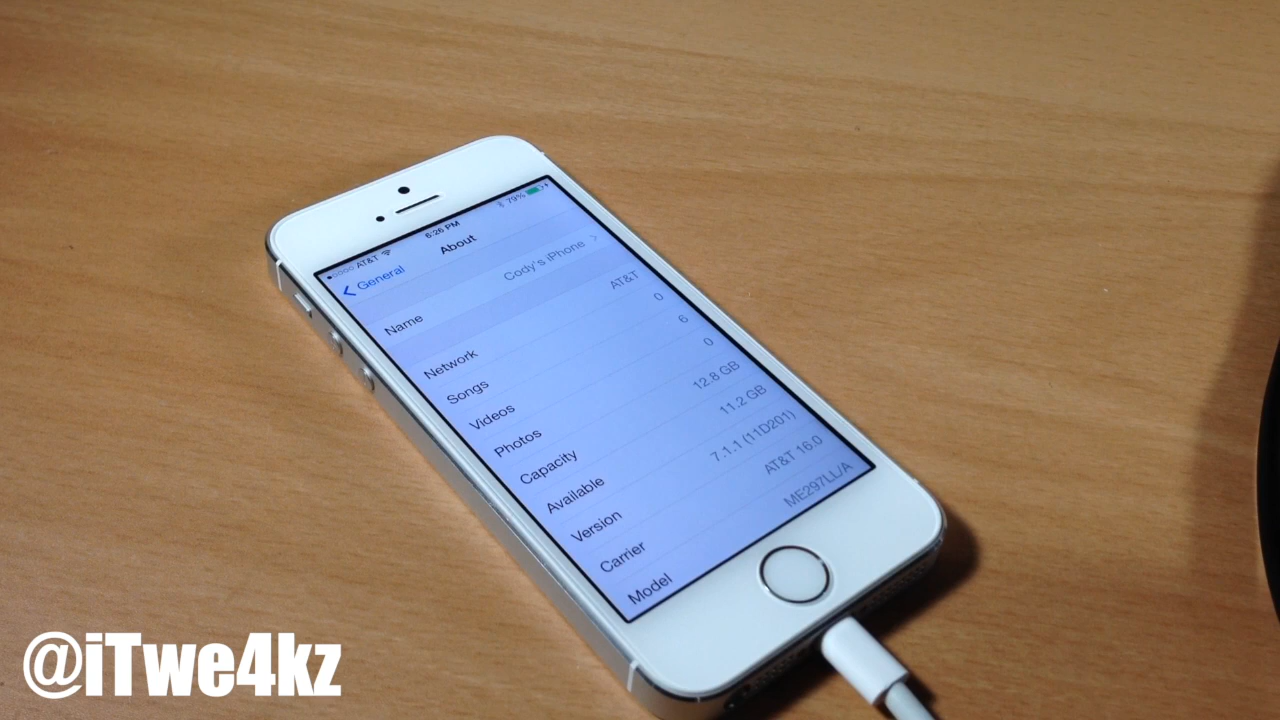 AT&T
6:26 PM
79%
General
About
Name Cody's iPhone
Network AT&T
Songs 0
Videos 6
Photos 0
Capacity 12.8 GB
Available 11.2 GB
Version 7.1.1 (11D201)
Carrier AT&T 16.0
Model ME297LL/A
@iTwe4kz